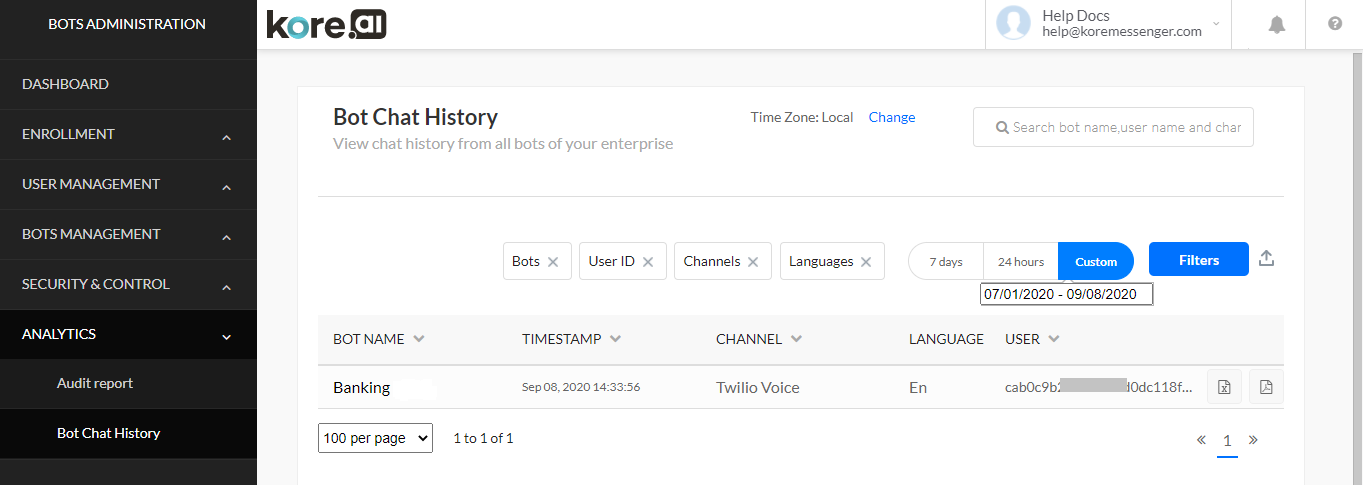 BOTS ADMINISTRATION
kore.ai
Help Docs
help@koremessenger.com
DASHBOARD
ENROLLMENT
USER MANAGEMENT
BOTS MANAGEMENT
SECURITY & CONTROL
ANALYTICS
Audit report
Bot Chat History
Bot Chat History
View chat history from all bots of your enterprise
Time Zone: Local Change
Search bot name,user name and char
Bots User ID Channels Languages 7 days 24 hours Custom Filters
07/01/2020 - 09/08/2020
BOT NAME TIMESTAMP CHANNEL LANGUAGE USER
Banking Sep 08, 2020 14:33:56 Twilio Voice En
100 per page 1 to 1 of 1 « 1 »